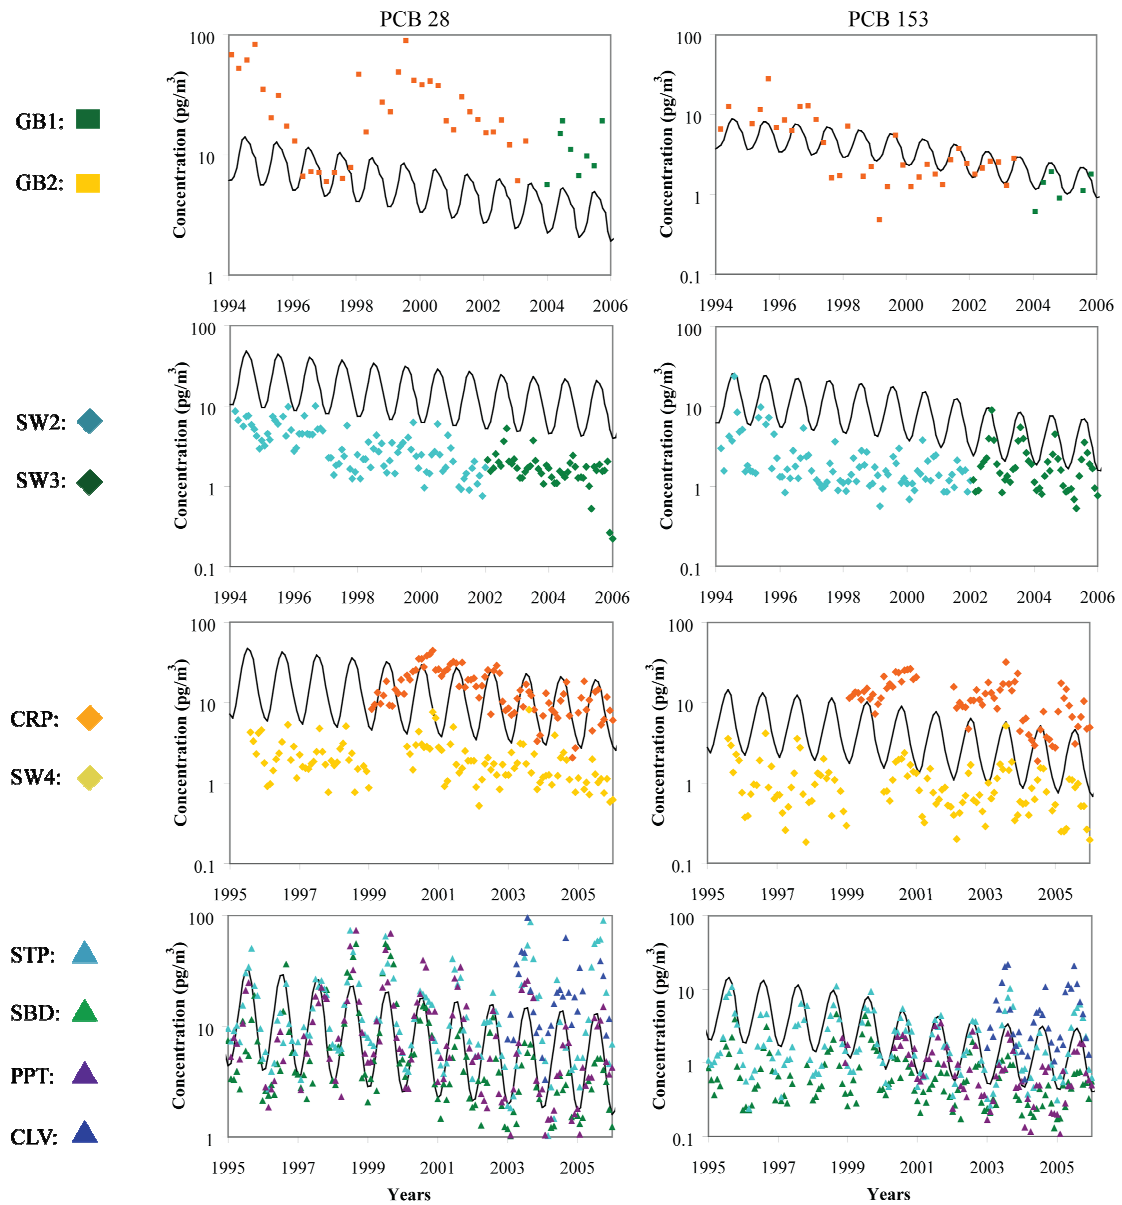 PCB 28
PCB 153
GB1:
GB2:
Concentration (pg/m³)
100
10
1
1994 1996 1998 2000 2002 2004 2006
Concentration (pg/m³)
100
10
1
0.1
1994 1996 1998 2000 2002 2004 2006
SW2:
SW3:
Concentration (pg/m³)
100
10
1
0.1
1994 1996 1998 2000 2002 2004 2006
Concentration (pg/m³)
100
10
1
0.1
1994 1996 1998 2000 2002 2004 2006
CRP:
SW4:
Concentration (pg/m³)
100
10
1
0.1
1995 1997 1999 2001 2003 2005
Concentration (pg/m³)
100
10
1
0.1
1995 1997 1999 2001 2003 2005
STP:
SBD:
PPT:
CLV:
Concentration (pg/m³)
100
10
1
1995 1997 1999 2001 2003 2005
Years
Concentration (pg/m³)
100
10
1
0.1
1995 1997 1999 2001 2003 2005
Years